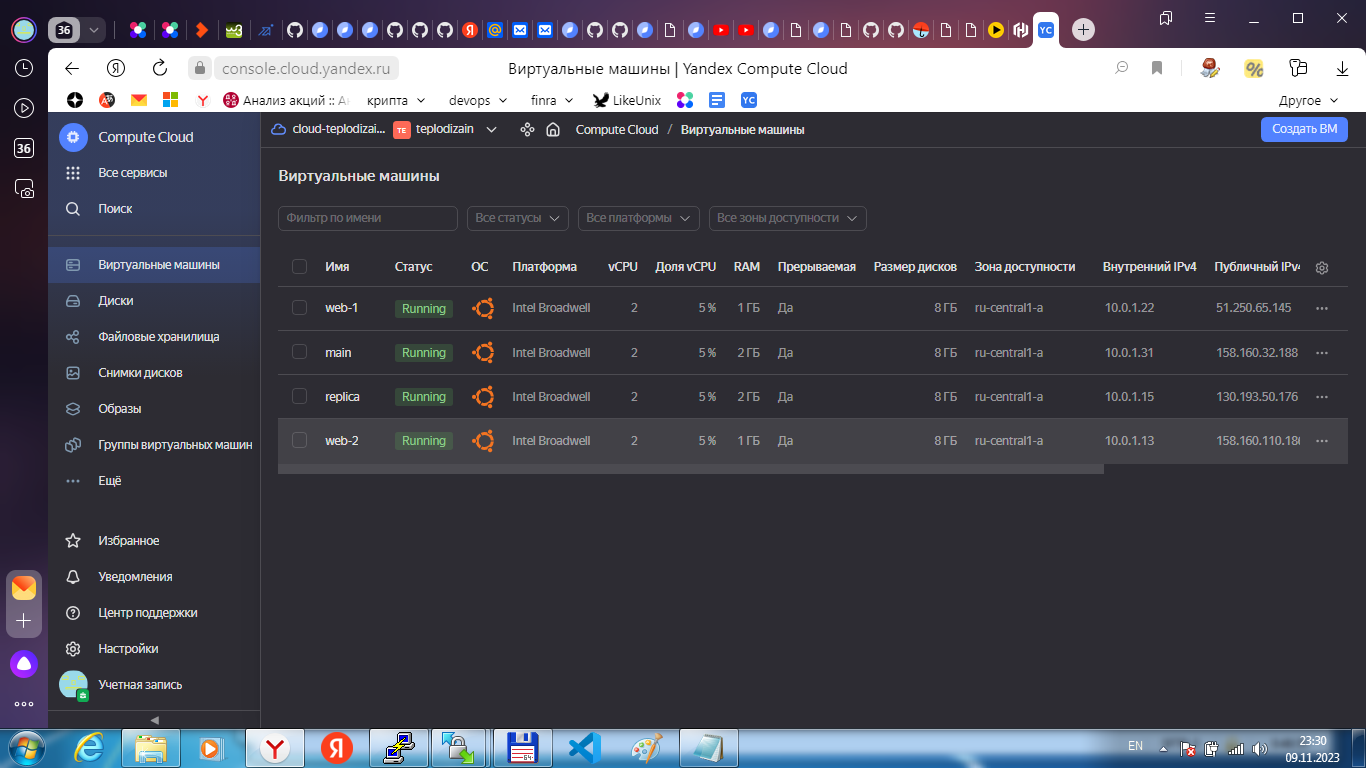 36
console.cloud.yandex.ru
Виртуальные машины | Yandex Compute Cloud
Анализ акций :: Ан
крипта
devops
finra
LikeUnix
YC
Другое
36
Compute Cloud
Все сервисы
Поиск
Виртуальные машины
Диски
Файловые хранилища
Снимки дисков
Образы
Группы виртуальных машин
Ещё
Избранное
Уведомления
Центр поддержки
Настройки
Учетная запись
cloud-teplodizai... TE teplodizain Compute Cloud / Виртуальные машины
Создать ВМ
Виртуальные машины
Фильтр по имени Все статусы Все платформы Все зоны доступности
Имя Статус ОС Платформа vCPU Доля vCPU RAM Прерываемая Размер дисков Зона доступности Внутренний IPv4 Публичный IPv4
web-1 Running Intel Broadwell 2 5 % 1 ГБ Да 8 ГБ ru-central1-a 10.0.1.22 51.250.65.145
main Running Intel Broadwell 2 5 % 2 ГБ Да 8 ГБ ru-central1-a 10.0.1.31 158.160.32.188
replica Running Intel Broadwell 2 5 % 2 ГБ Да 8 ГБ ru-central1-a 10.0.1.15 130.193.50.176
web-2 Running Intel Broadwell 2 5 % 1 ГБ Да 8 ГБ ru-central1-a 10.0.1.13 158.160.110.186
EN
23:30
09.11.2023